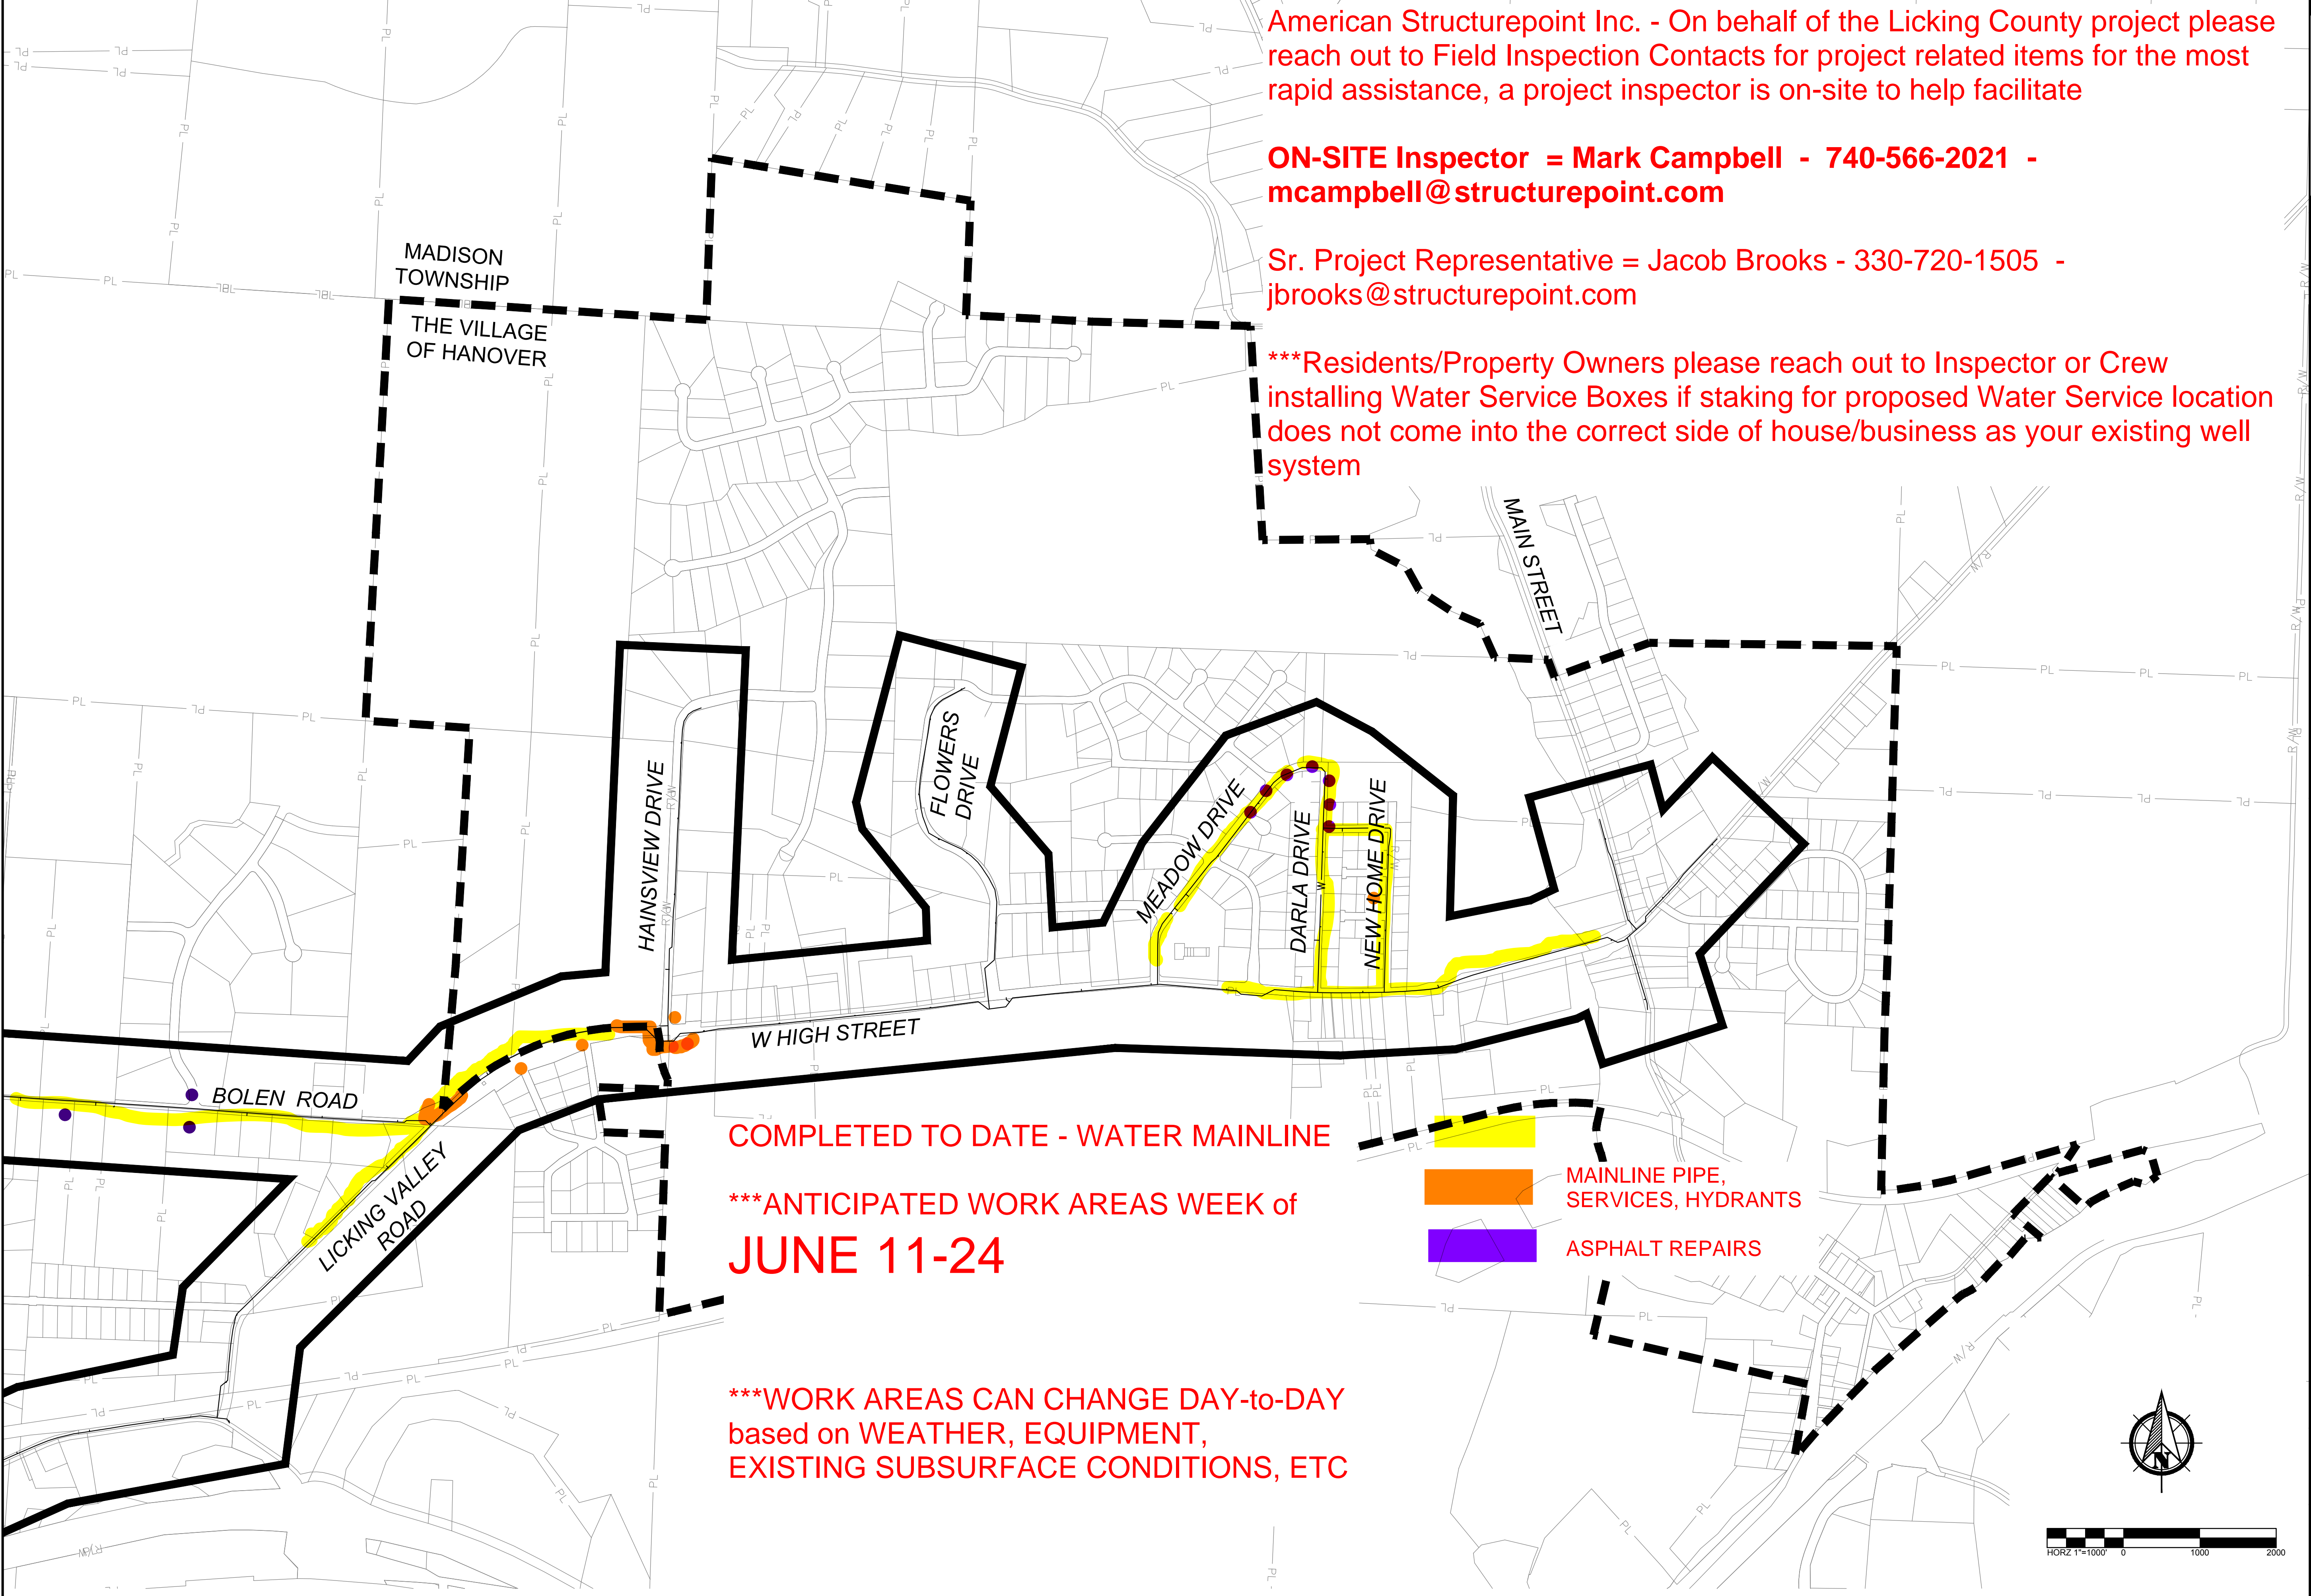 American Structurepoint Inc. - On behalf of the Licking County project please
reach out to Field Inspection Contacts for project related items for the most
rapid assistance, a project inspector is on-site to help facilitate
ON-SITE Inspector = Mark Campbell - 740-566-2021 -
mcampbell@structurepoint.com
Sr. Project Representative = Jacob Brooks - 330-720-1505 -
jbrooks@structurepoint.com
***Residents/Property Owners please reach out to Inspector or Crew
installing Water Service Boxes if staking for proposed Water Service location
does not come into the correct side of house/business as your existing well
system
MADISON
TOWNSHIP
THE VILLAGE
OF HANOVER
MAIN STREET
HAINSVIEW DRIVE
FLOWERS
DRIVE
MEADOW DRIVE
DARLA DRIVE
NEW HOME DRIVE
W HIGH STREET
BOLEN ROAD
LICKING VALLEY
ROAD
COMPLETED TO DATE - WATER MAINLINE
***ANTICIPATED WORK AREAS WEEK of
JUNE 11-24
MAINLINE PIPE,
SERVICES, HYDRANTS
ASPHALT REPAIRS
***WORK AREAS CAN CHANGE DAY-to-DAY
based on WEATHER, EQUIPMENT,
EXISTING SUBSURFACE CONDITIONS, ETC
N
HORZ 1"=1000' 0 1000 2000